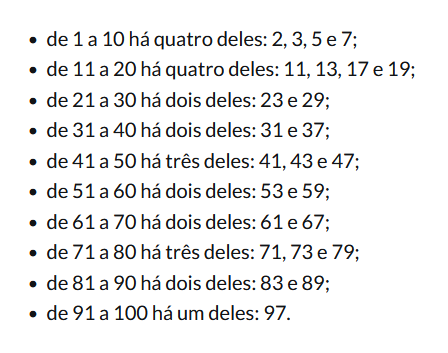 • de 1 a 10 há quatro deles: 2, 3, 5 e 7;
• de 11 a 20 há quatro deles: 11, 13, 17 e 19;
• de 21 a 30 há dois deles: 23 e 29;
• de 31 a 40 há dois deles: 31 e 37;
• de 41 a 50 há três deles: 41, 43 e 47;
• de 51 a 60 há dois deles: 53 e 59;
• de 61 a 70 há dois deles: 61 e 67;
• de 71 a 80 há três deles: 71, 73 e 79;
• de 81 a 90 há dois deles: 83 e 89;
• de 91 a 100 há um deles: 97.